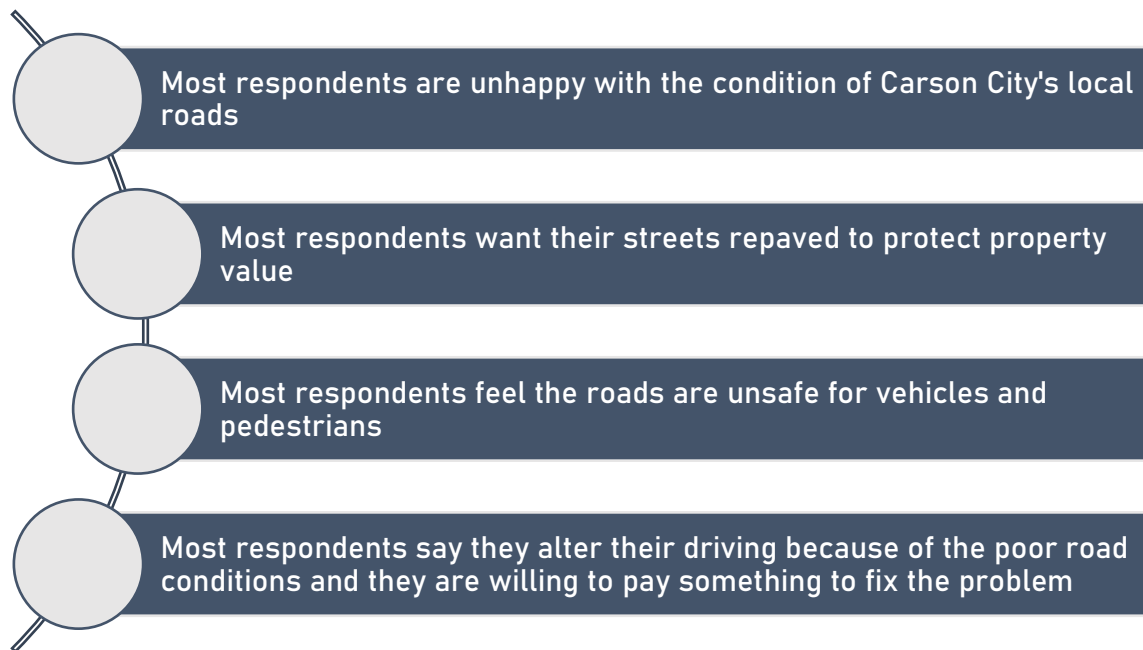 Most respondents are unhappy with the condition of Carson City's local
roads
Most respondents want their streets repaved to protect property
value
Most respondents feel the roads are unsafe for vehicles and
pedestrians
Most respondents say they alter their driving because of the poor road
conditions and they are willing to pay something to fix the problem